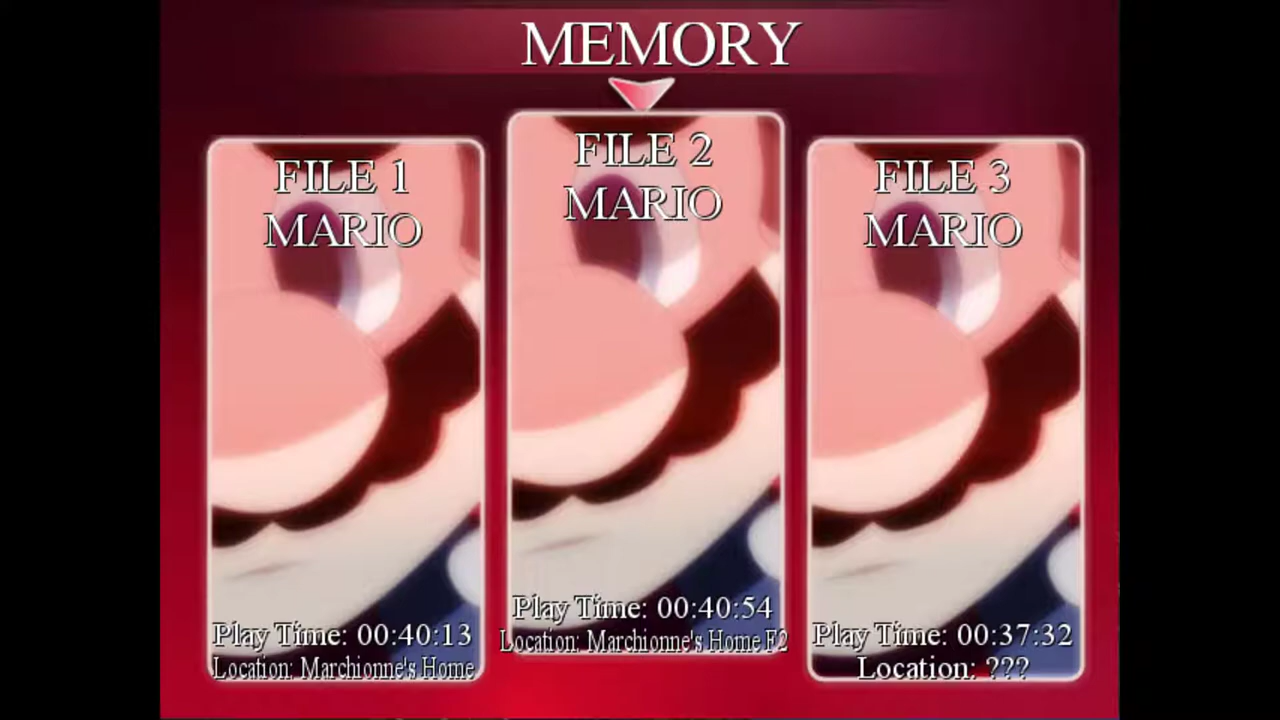 MEMORY
FILE 1
MARIO
Play Time: 00:40:13
Location: Marchionne's Home
FILE 2
MARIO
Play Time: 00:40:54
Location: Marchionne's Home F2
FILE 3
MARIO
Play Time: 00:37:32
Location: ???